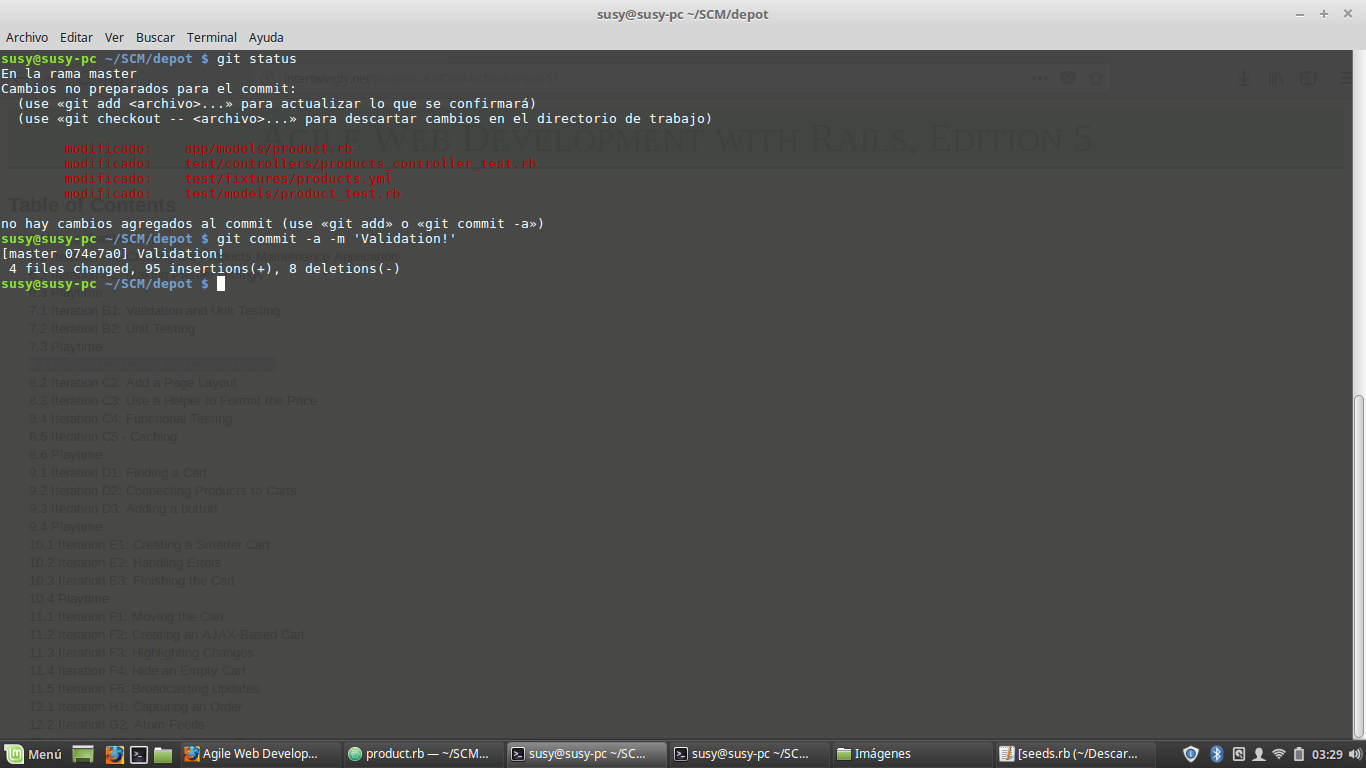 susy@susy-pc ~/SCM/depot
Archivo Editar Ver Buscar Terminal Ayuda
susy@susy-pc ~/SCM/depot $ git status
En la rama master
Cambios no preparados para el commit:
(use «git add <archivo>...» para actualizar lo que se confirmará)
(use «git checkout -- <archivo>...» para descartar cambios en el directorio de trabajo)
Agile Web Development with Rails, Edition 5
modificado: app/models/product.rb
modificado: test/controllers/products_controller_test.rb
modificado: test/fixtures/products.yml
modificado: test/models/product_test.rb
Table of Contents
no hay cambios agregados al commit (use «git add» o «git commit -a»)
susy@susy-pc ~/SCM/depot $ git commit -a -m 'Validation!'
[master 074e7a0] Validation!
Products Maintenance Application
4 files changed, 95 insertions(+), 8 deletions(-)
susy@susy-pc ~/SCM/depot $
6.3 Playtime
7.1 Iteration B1: Validation and Unit Testing
7.2 Iteration B2: Unit Testing
7.3 Playtime
8.2 Iteration C2: Add a Page Layout
8.3 Iteration C3: Use a Helper to Format the Price
8.4 Iteration C4: Functional Testing
8.5 Iteration C5 - Caching
8.6 Playtime
9.1 Iteration D1: Finding a Cart
9.2 Iteration D2: Connecting Products to Carts
9.3 Iteration D3: Adding a button
9.4 Playtime
10.1 Iteration E1: Creating a Smarter Cart
10.2 Iteration E2: Handling Errors
10.3 Iteration E3: Finishing the Cart
10.4 Playtime
11.1 Iteration F1: Moving the Cart
11.2 Iteration F2: Creating an AJAX-Based Cart
11.3 Iteration F3: Highlighting Changes
11.4 Iteration F4: Hide an Empty Cart
11.5 Iteration F5: Broadcasting Updates
12.1 Iteration H1: Capturing an Order
12.2 Iteration G2: Atom Feeds
Menú
Agile Web Develop...
product.rb — ~/SCM...
susy@susy-pc ~/SC...
susy@susy-pc ~/SC...
Imágenes
[seeds.rb (~/Descar...
03:29